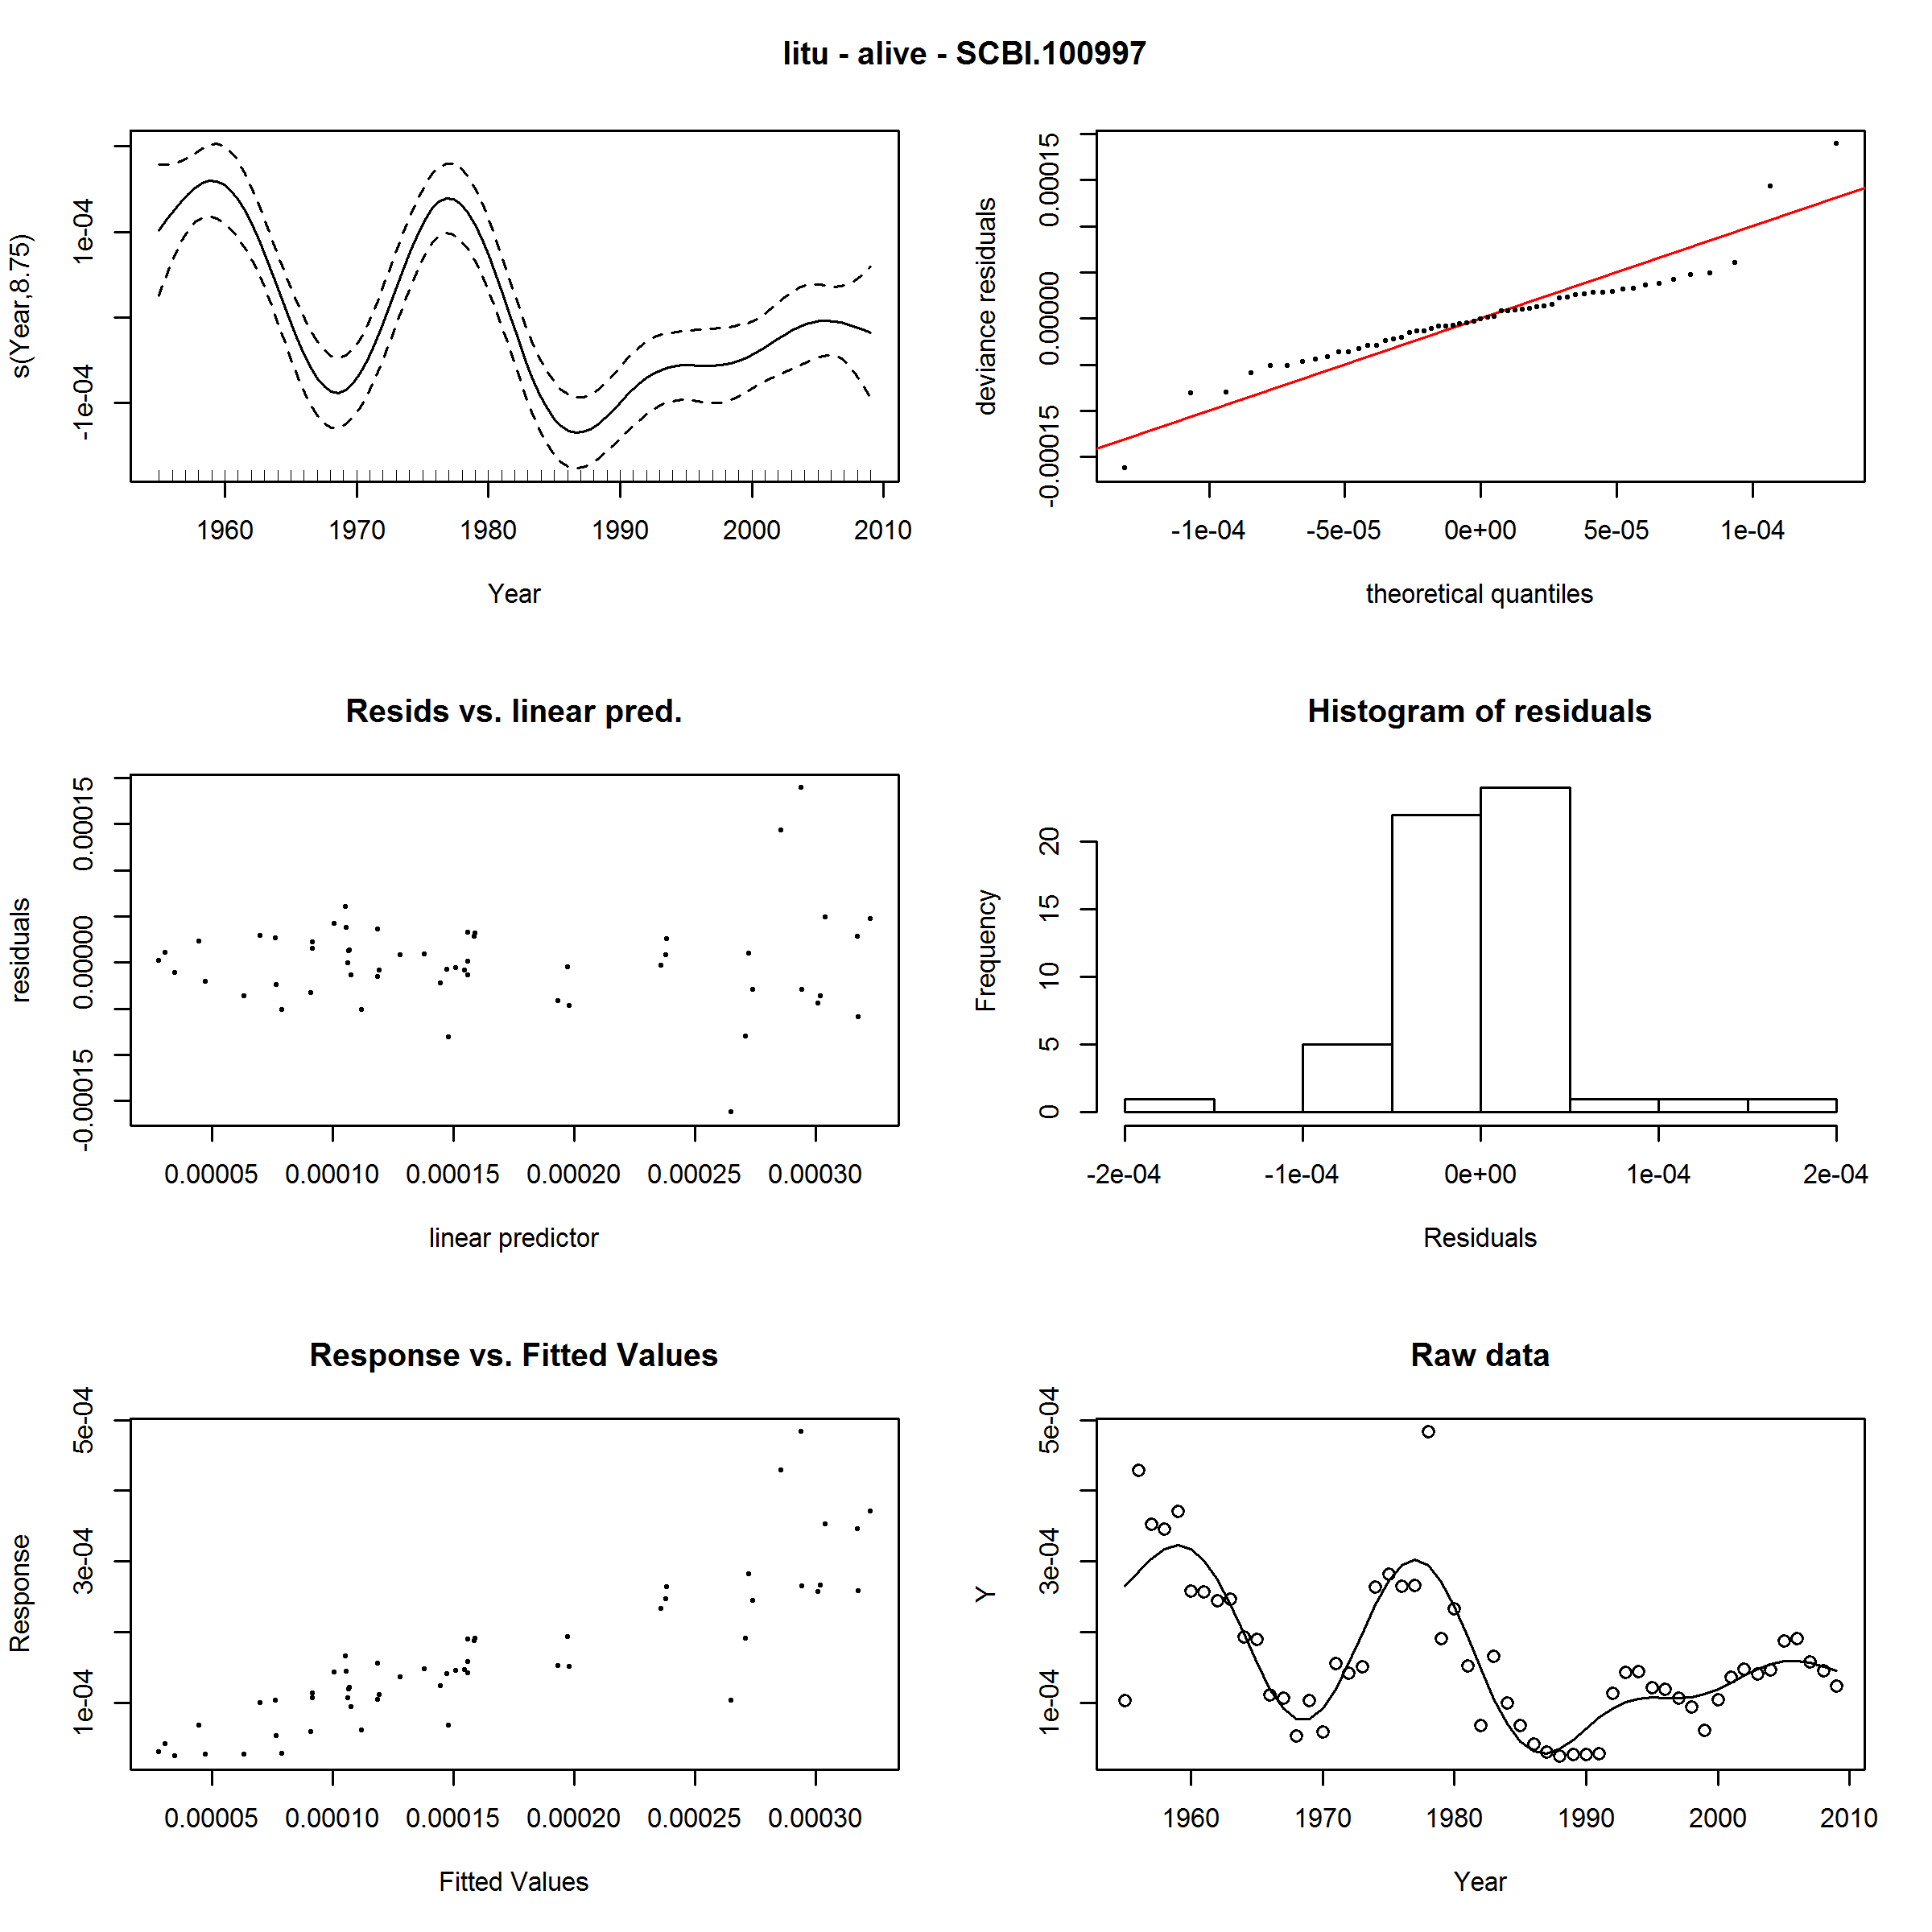 litu - alive - SCBI.100997
s(Year,8.75)
1e-04
-1e-04
1960 1970 1980 1990 2000 2010
Year
deviance residuals
0.00015
0.00000
-0.00015
-1e-04 -5e-05 0e+00 5e-05 1e-04
theoretical quantiles
Resids vs. linear pred.
residuals
0.00015
0.00000
-0.00015
0.00005 0.00010 0.00015 0.00020 0.00025 0.00030
linear predictor
Histogram of residuals
Frequency
20
15
10
5
0
-2e-04 -1e-04 0e+00 1e-04 2e-04
Residuals
Response vs. Fitted Values
Response
5e-04
3e-04
1e-04
0.00005 0.00010 0.00015 0.00020 0.00025 0.00030
Fitted Values
Raw data
Y
5e-04
3e-04
1e-04
1960 1970 1980 1990 2000 2010
Year